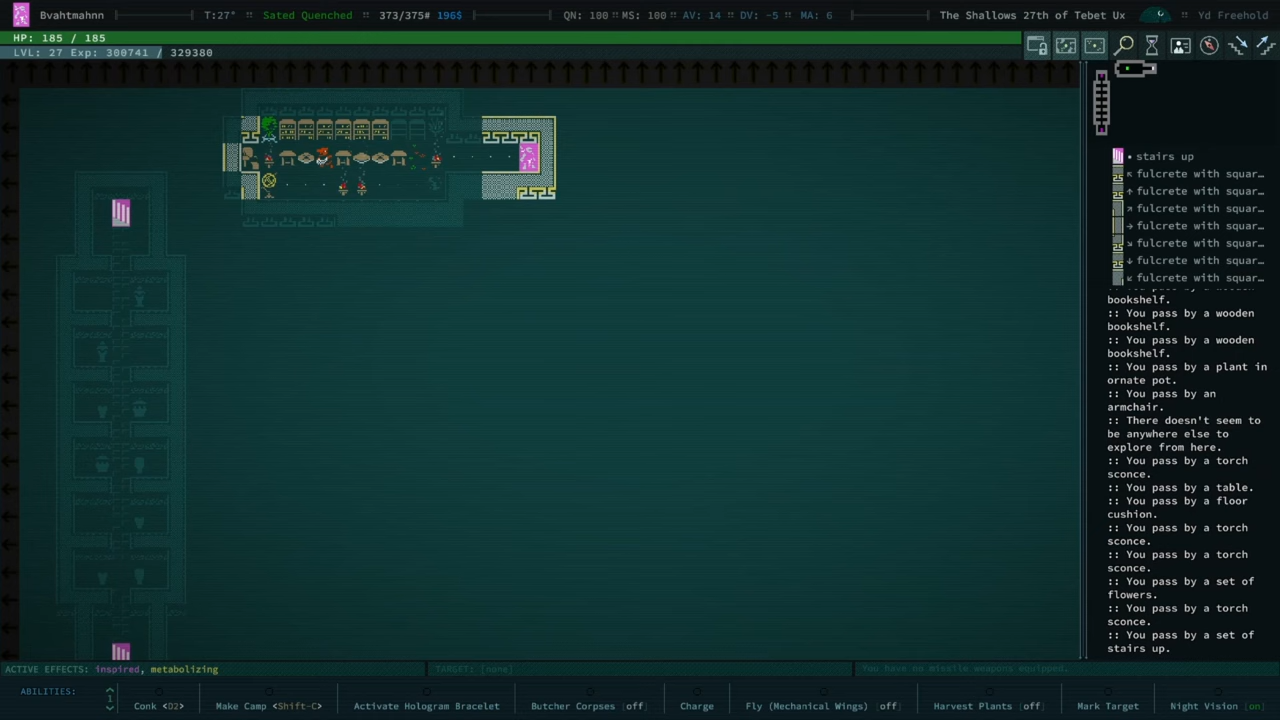 Bvahtmahnn T:27° Sated Quenched 373/375# 196$ QN: 100 MS: 100 AV: 14 DV: -5 MA: 6 The Shallows 27th of Tebet Ux Yd Freehold
HP: 185 / 185
LVL: 27 Exp: 300741 / 329380
stairs up
fulcrete with squar…
fulcrete with squar…
fulcrete with squar…
fulcrete with squar…
fulcrete with squar…
fulcrete with squar…
fulcrete with squar…
:: You pass by a wooden
bookshelf.
:: You pass by a wooden
bookshelf.
:: You pass by a wooden
bookshelf.
:: You pass by a plant in
ornate pot.
:: You pass by an
armchair.
:: There doesn't seem to
be anywhere else to
explore from here.
:: You pass by a torch
sconce.
:: You pass by a table.
:: You pass by a floor
cushion.
:: You pass by a torch
sconce.
:: You pass by a torch
sconce.
:: You pass by a set of
flowers.
:: You pass by a torch
sconce.
:: You pass by a set of
stairs up.
ACTIVE EFFECTS: inspired, metabolizing TARGET: [none] You have no missile weapons equipped.
ABILITIES: 1 Conk <D2> Make Camp <Shift-C> Activate Hologram Bracelet Butcher Corpses [off] Charge Fly (Mechanical Wings) [off] Harvest Plants [off] Mark Target Night Vision [on]